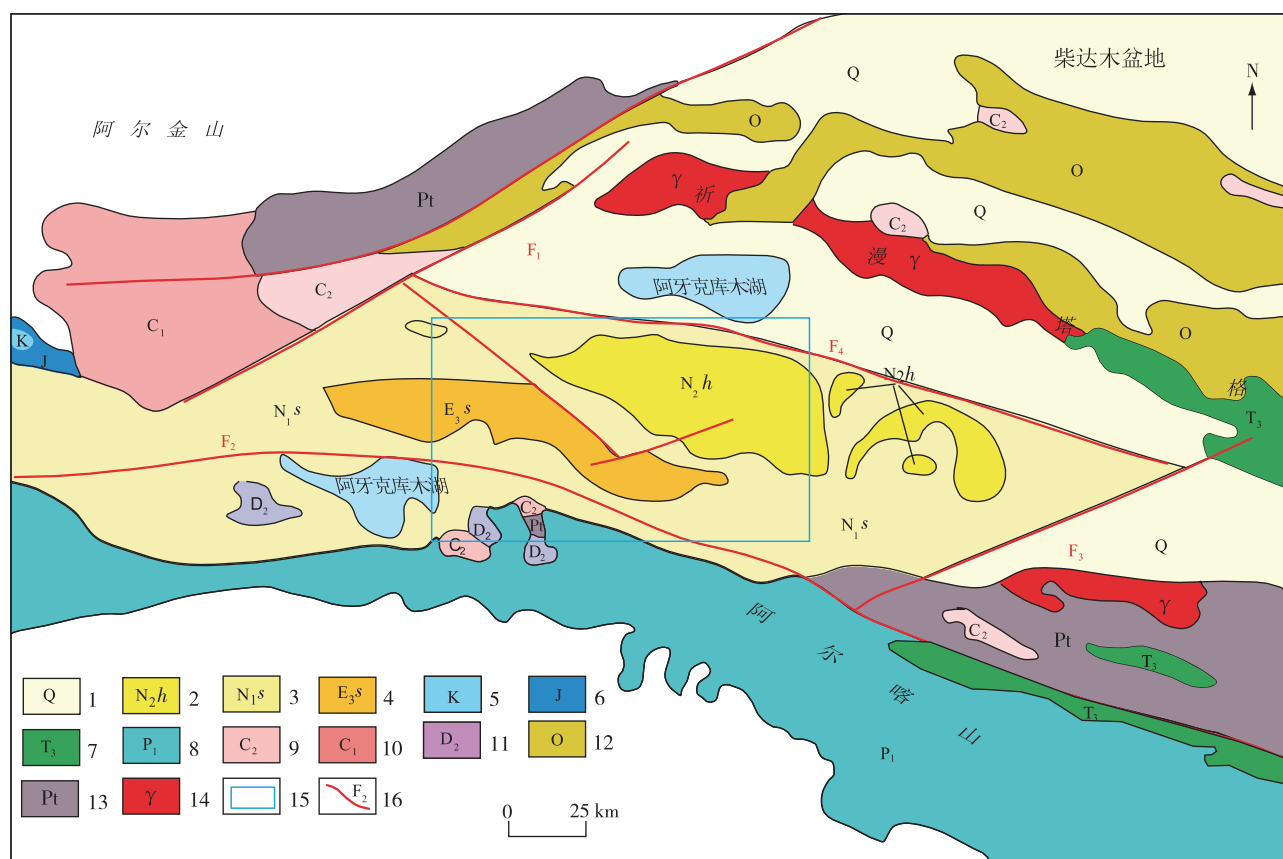 柴达木盆地
N
Q
阿尔金山
O
C₂
Pt
γ
祁
O
Q
C₂
漫
γ
F₁
阿牙克库木湖
C₂
C₁
K
J
Q
塔
O
F₄
格
N₂h
N₂h
N₁s
E₃s
T₃
F₂
阿牙克库木湖
D₂
C₂
D₂
Pt
C₂
D₂
N₁s
Q
F₃
阿尔喀山
γ
C₂
Pt
T₃
T₃
P₁
Q 1
N₂h 2
N₁s 3
E₃s 4
K 5
J 6
T₃ 7
P₁ 8
C₂ 9
C₁ 10
D₂ 11
O 12
Pt 13
γ 14
15
F₂ 16
0 25 km